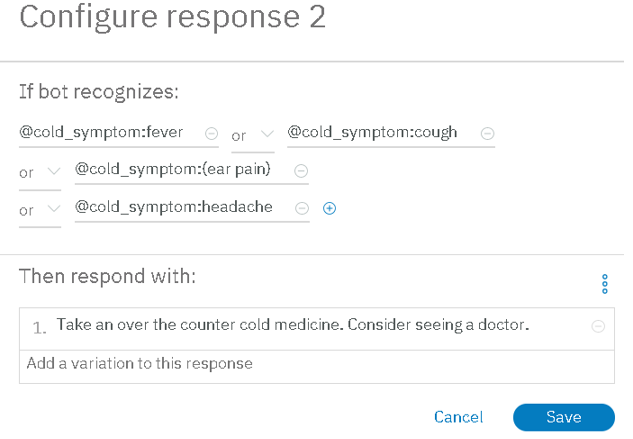 Configure response 2
If bot recognizes:
@cold_symptom:fever or @cold_symptom:cough
or @cold_symptom:(ear pain)
or @cold_symptom:headache
Then respond with:
1. Take an over the counter cold medicine. Consider seeing a doctor.
Add a variation to this response
Cancel Save